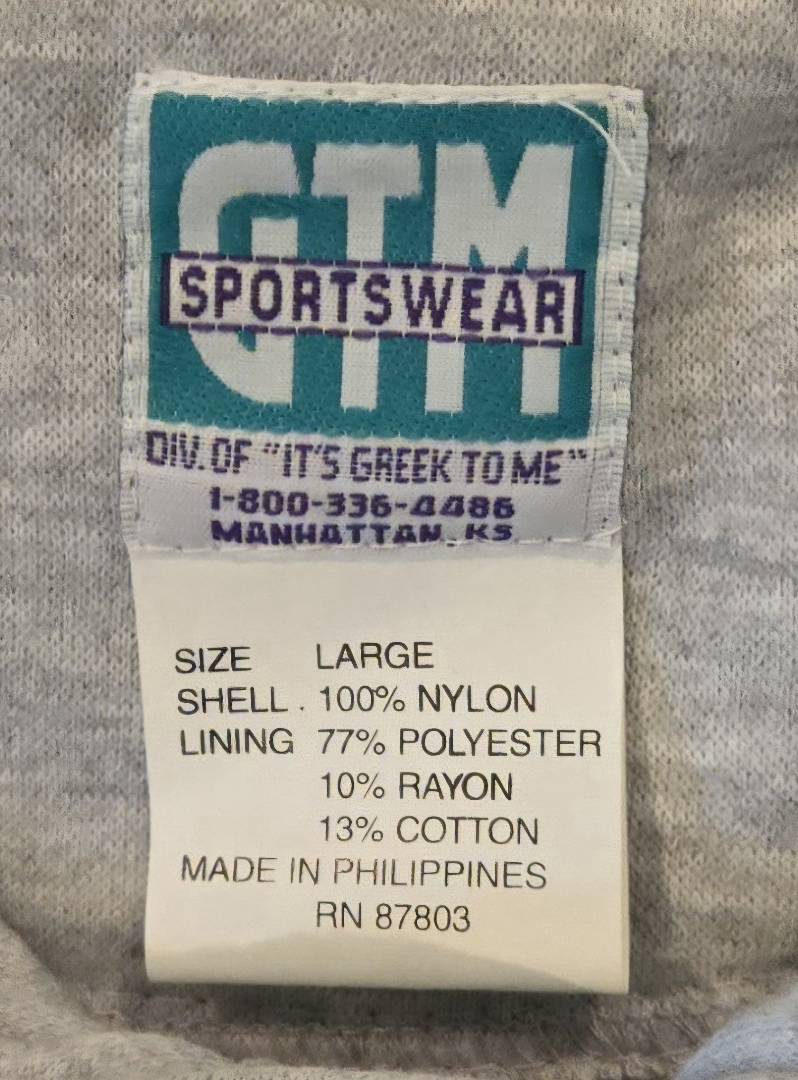 GTM
SPORTSWEAR
DIV. OF "IT'S GREEK TO ME"
1-800-336-4486
MANHATTAN, KS
SIZE LARGE
SHELL . 100% NYLON
LINING 77% POLYESTER
10% RAYON
13% COTTON
MADE IN PHILIPPINES
RN 87803